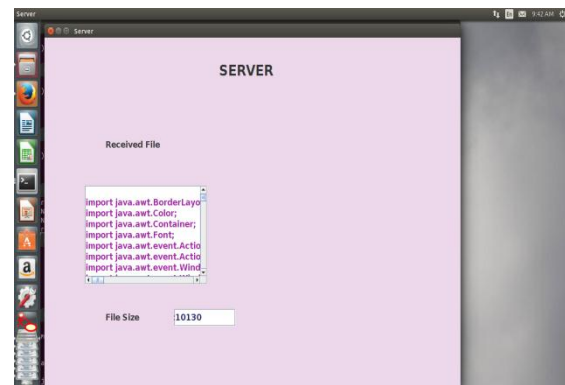 Server
En
9:42 AM
Server
SERVER
Received File
import java.awt.BorderLayo
import java.awt.Color;
import java.awt.Container;
import java.awt.Font;
import java.awt.event.Actio
import java.awt.event.Actio
import java.awt.event.Wind
File Size
:10130